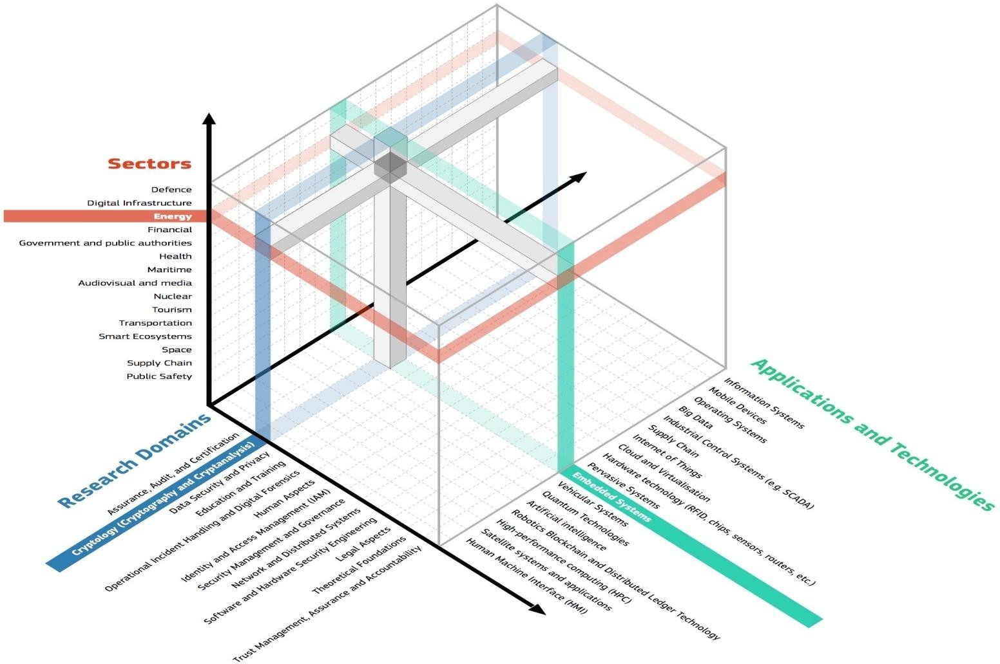 Sectors
Defence
Digital Infrastructure
Energy
Financial
Government and public authorities
Health
Maritime
Audiovisual and media
Nuclear
Tourism
Transportation
Smart Ecosystems
Space
Supply Chain
Public Safety
Research Domains
Assurance, Audit, and Certification
Cryptology (Cryptography and Cryptanalysis)
Data Security and Privacy
Education and Training
Operational Incident Handling and Digital Forensics
Human Aspects
Identity and Access Management (IAM)
Security Management and Governance
Network and Distributed Systems
Software and Hardware Security Engineering
Legal Aspects
Theoretical Foundations
Trust Management, Assurance and Accountability
Applications and Technologies
Information Systems
Mobile Devices
Operating Systems
Big Data
Industrial Control Systems (e.g. SCADA)
Supply Chain
Internet of Things
Cloud and Virtualisation
Hardware technology (RFID, chips, sensors, routers, etc.)
Pervasive Systems
Embedded Systems
Vehicular Systems
Quantum Technologies
Artificial intelligence
Robotics Blockchain and Distributed Ledger Technology
High-performance computing (HPC)
Satellite systems and applications
Human Machine Interface (HMI)